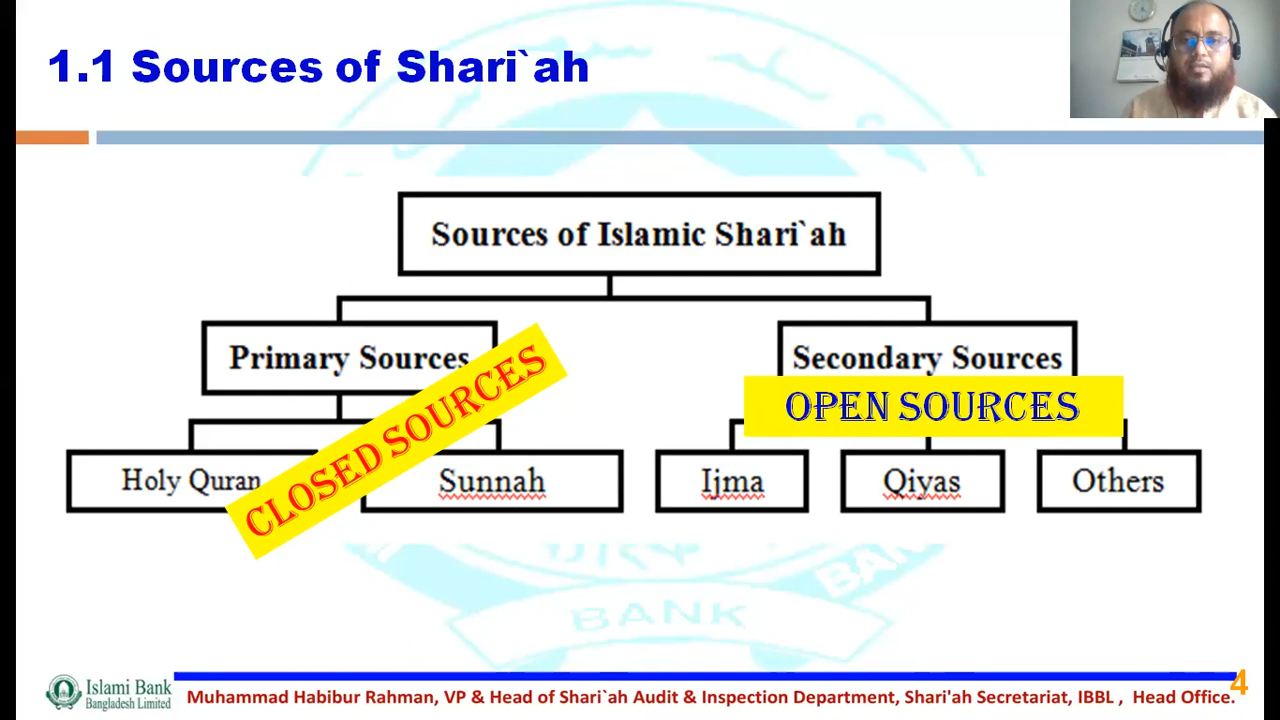 1.1 Sources of Shari`ah
Sources of Islamic Shari`ah
Primary Sources
Secondary Sources
CLOSED SOURCES
OPEN SOURCES
Holy Quran
Sunnah
Ijma
Qiyas
Others
BANK
Islami Bank
Bangladesh Limited
Muhammad Habibur Rahman, VP & Head of Shari`ah Audit & Inspection Department, Shari'ah Secretariat, IBBL , Head Office.
4